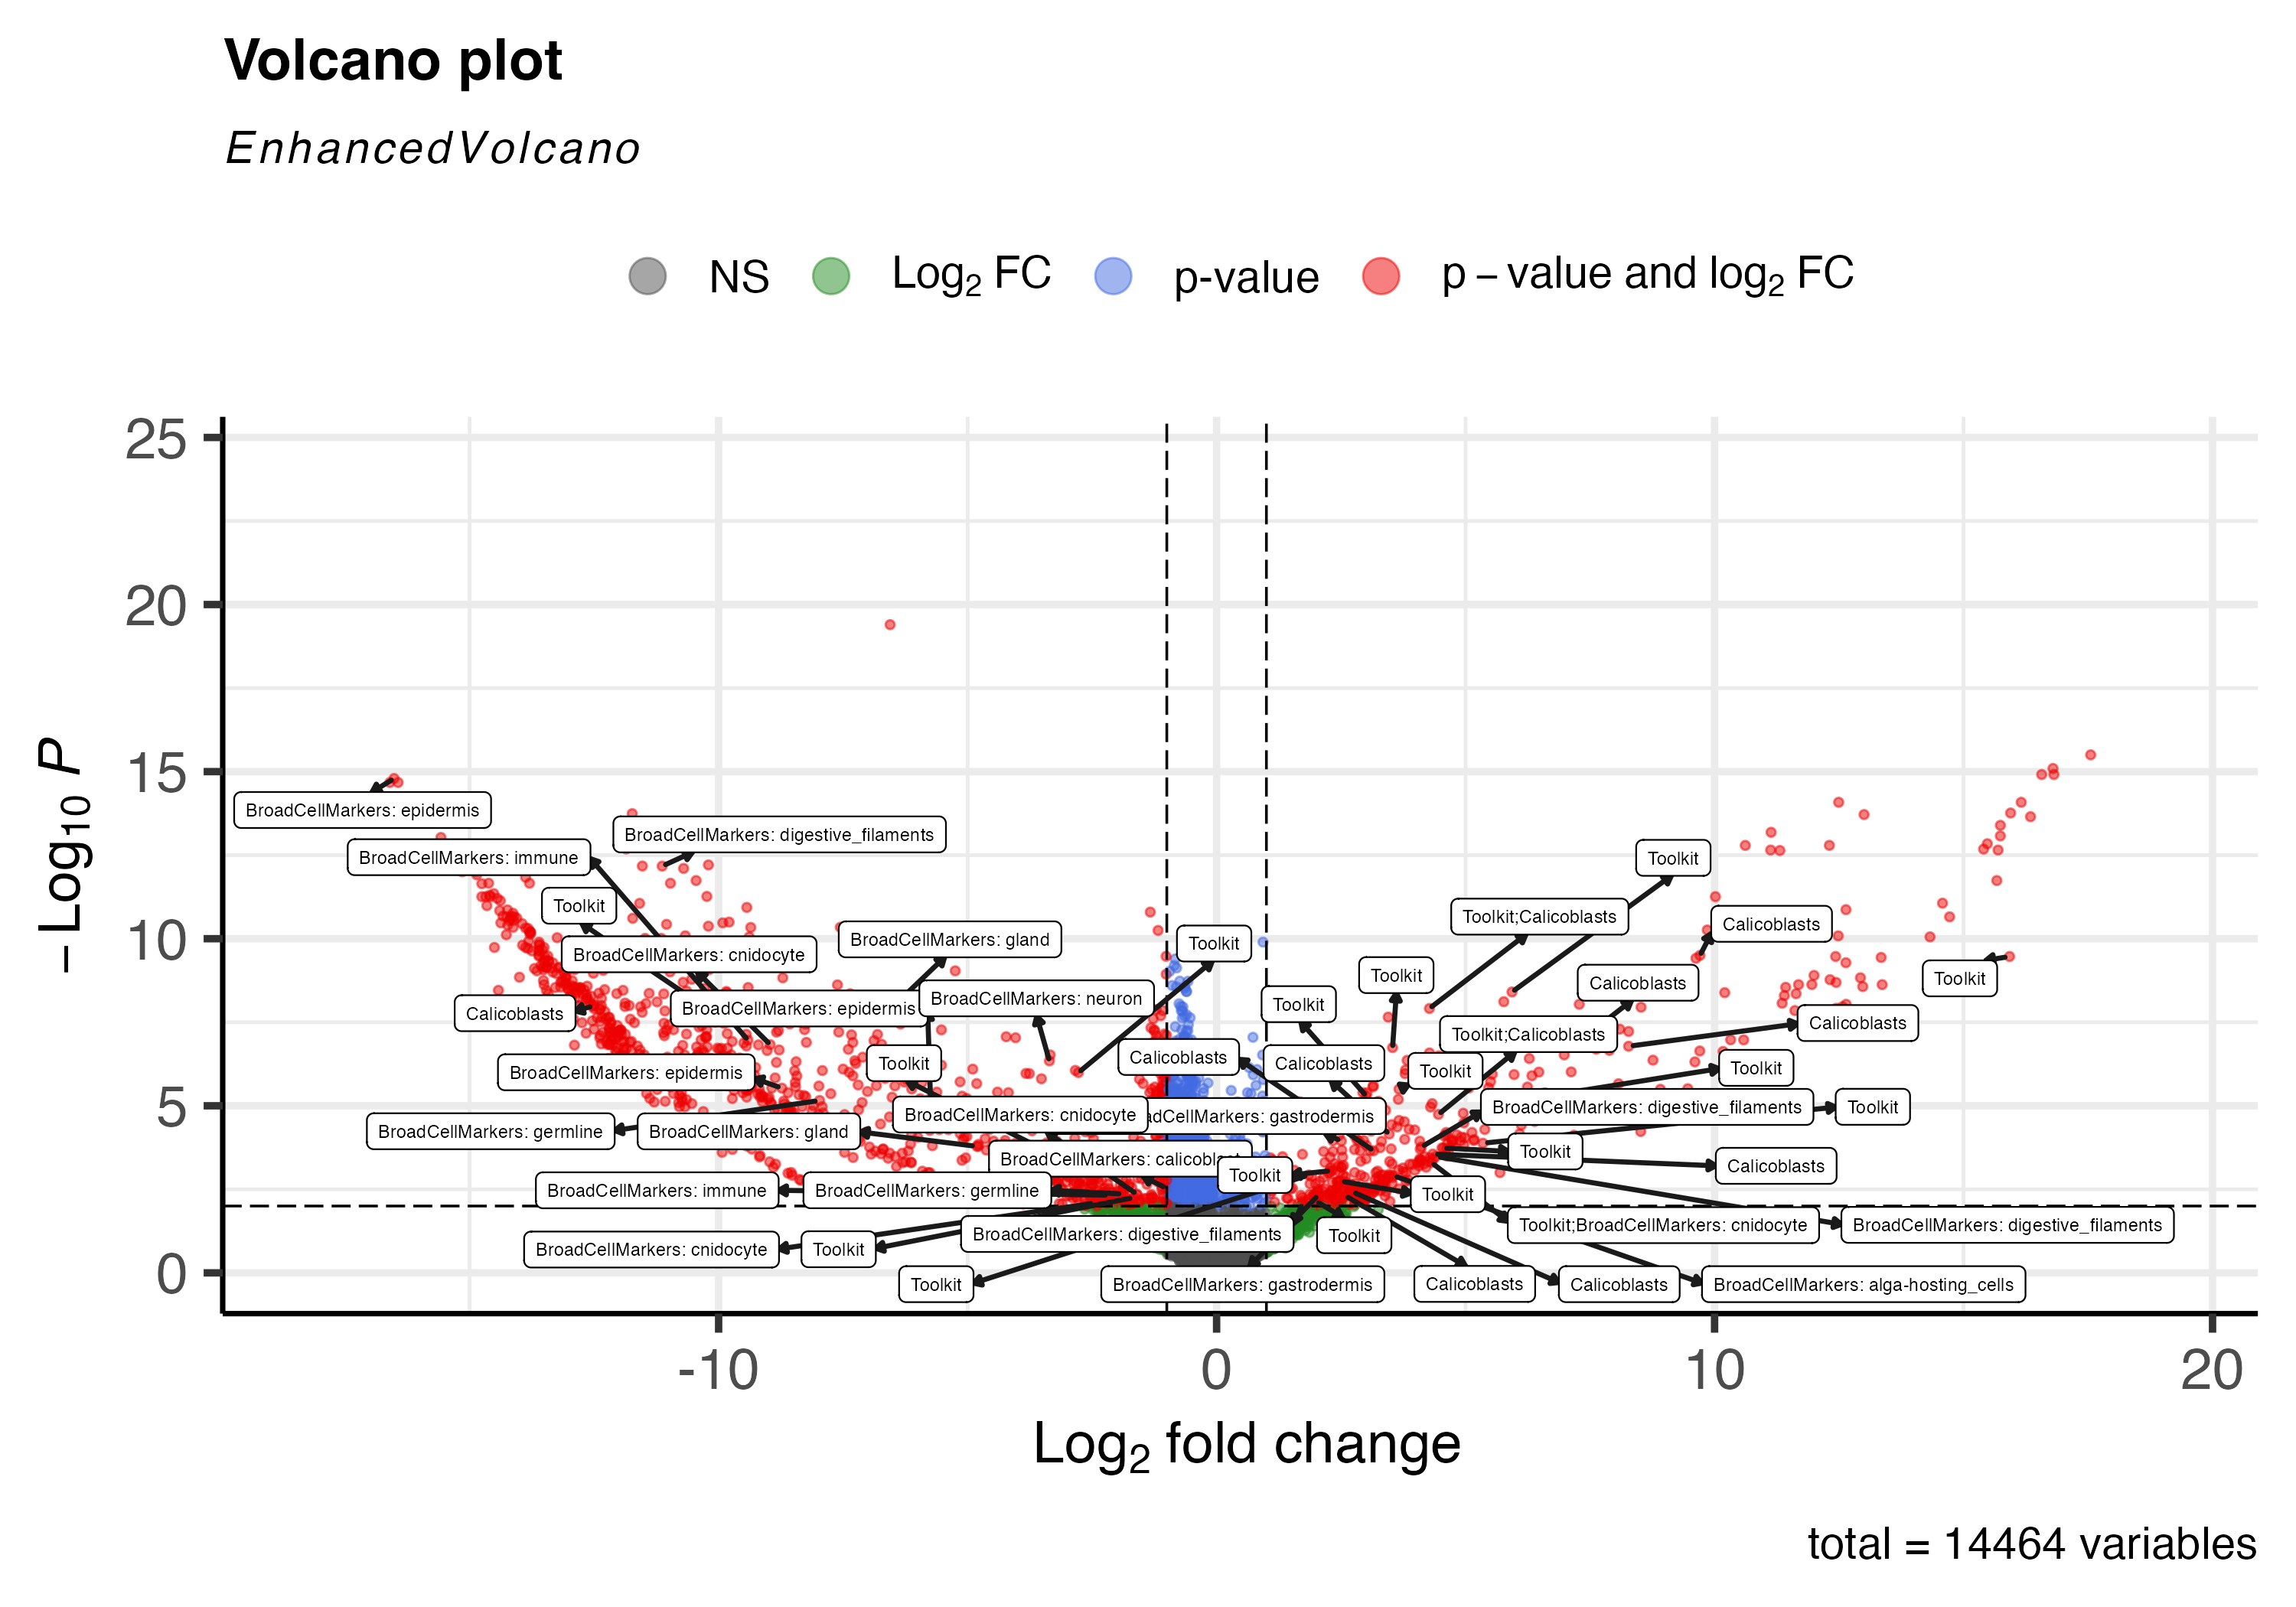 Volcano plot
EnhancedVolcano
NS
Log2 FC
p-value
p – value and log2 FC
– Log10 P
25
20
15
10
5
0
BroadCellMarkers: epidermis
BroadCellMarkers: digestive_filaments
BroadCellMarkers: immune
Toolkit
Toolkit
Toolkit;Calicoblasts
Calicoblasts
BroadCellMarkers: gland
Toolkit
BroadCellMarkers: cnidocyte
Toolkit
Toolkit
Calicoblasts
BroadCellMarkers: neuron
Toolkit
BroadCellMarkers: epidermis
Calicoblasts
Calicoblasts
Toolkit;Calicoblasts
Calicoblasts
Toolkit
Calicoblasts
Toolkit
Toolkit
BroadCellMarkers: epidermis
BroadCellMarkers: digestive_filaments
Toolkit
BroadCellMarkers: cnidocyte
CellMarkers: gastrodermis
BroadCellMarkers: germline
BroadCellMarkers: gland
Toolkit
BroadCellMarkers:
Calicoblasts
Toolkit
BroadCellMarkers: immune
BroadCellMarkers: germline
Toolkit
Toolkit;BroadCellMarkers: cnidocyte
BroadCellMarkers: digestive_filaments
BroadCellMarkers: digestive_filaments
Toolkit
BroadCellMarkers: cnidocyte
Toolkit
Toolkit
BroadCellMarkers: gastrodermis
Calicoblasts
Calicoblasts
BroadCellMarkers: alga-hosting_cells
-10
0
10
20
Log2 fold change
total = 14464 variables